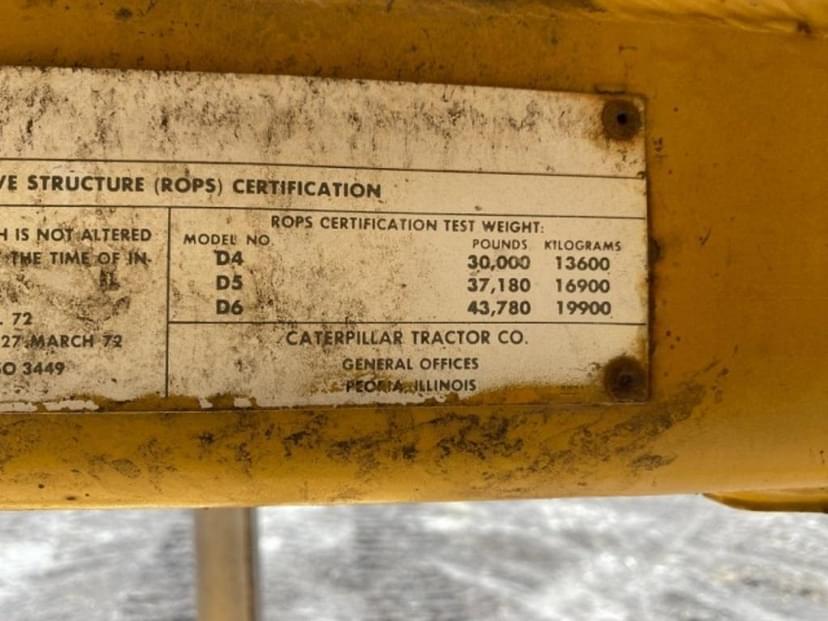 VE STRUCTURE (ROPS) CERTIFICATION
H IS NOT ALTERED
THE TIME OF IN-
. 72
27 MARCH 72
SO 3449
ROPS CERTIFICATION TEST WEIGHT:
MODEL NO. POUNDS KILOGRAMS
D4 30,000 13600
D5 37,180 16900
D6 43,780 19900
CATERPILLAR TRACTOR CO.
GENERAL OFFICES
PEORIA, ILLINOIS